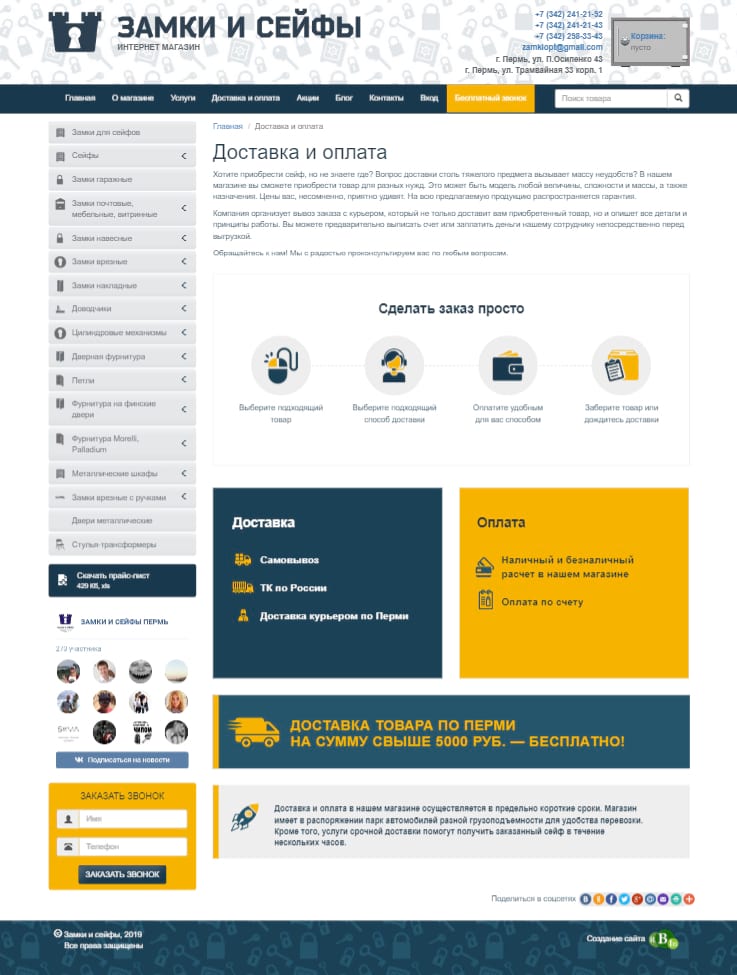 ЗАМКИ И СЕЙФЫ
ИНТЕРНЕТ МАГАЗИН
+7 (342) 241-21-92
+7 (342) 241-21-43
+7 (342) 298-33-43
zamkiopt@gmail.com
г. Пермь, ул. П.Осипенко 43
г. Пермь, ул. Трамвайная 33 корп. 1
Корзина:
пусто
Главная О магазине Услуги Доставка и оплата Акции Блог Контакты Вход Бесплатный звонок Поиск товара
Замки для сейфов
Сейфы
Замки гаражные
Замки почтовые,
мебельные, витринные
Замки навесные
Замки врезные
Замки накладные
Доводчики
Цилиндровые механизмы
Дверная фурнитура
Петли
Фурнитура на финские
двери
Фурнитура Morelli,
Palladium
Металлические шкафы
Замки врезные с ручками
Двери металлические
Стулья-трансформеры
Скачать прайс-лист
429 Кб, xls
ЗАМКИ И СЕЙФЫ ПЕРМЬ
273 участника
Подписаться на новости
ЗАКАЗАТЬ ЗВОНОК
Имя
Телефон
ЗАКАЗАТЬ ЗВОНОК
Главная / Доставка и оплата
Доставка и оплата
Хотите приобрести сейф, но не знаете где? Вопрос доставки столь тяжелого предмета вызывает массу неудобств? В нашем
магазине вы сможете приобрести товар для разных нужд. Это может быть модель любой величины, сложности и массы, а также
назначения. Цены вас, несомненно, приятно удивят. На всю предлагаемую продукцию распространяется гарантия.
Компания организует вывоз заказа с курьером, который не только доставит вам приобретенный товар, но и опишет все детали и
принципы работы. Вы можете предварительно выписать счет или заплатить деньги нашему сотруднику непосредственно перед
выгрузкой.
Обращайтесь к нам! Мы с радостью проконсультируем вас по любым вопросам.
Сделать заказ просто
Выберите подходящий
товар
Выберите подходящий
способ доставки
Оплатите удобным
для вас способом
Заберите товар или
дождитесь доставки
Доставка
Самовывоз
ТК по России
Доставка курьером по Перми
Оплата
Наличный и безналичный
расчет в нашем магазине
Оплата по счету
ДОСТАВКА ТОВАРА ПО ПЕРМИ
НА СУММУ СВЫШЕ 5000 РУБ. — БЕСПЛАТНО!
Доставка и оплата в нашем магазине осуществляется в предельно короткие сроки. Магазин
имеет в распоряжении парк автомобилей разной грузоподъемности для удобства перевозки.
Кроме того, услуги срочной доставки помогут получить заказанный сейф в течение
нескольких часов.
Поделиться в соцсетях
© Замки и сейфы, 2019
Все права защищены
Создание сайта